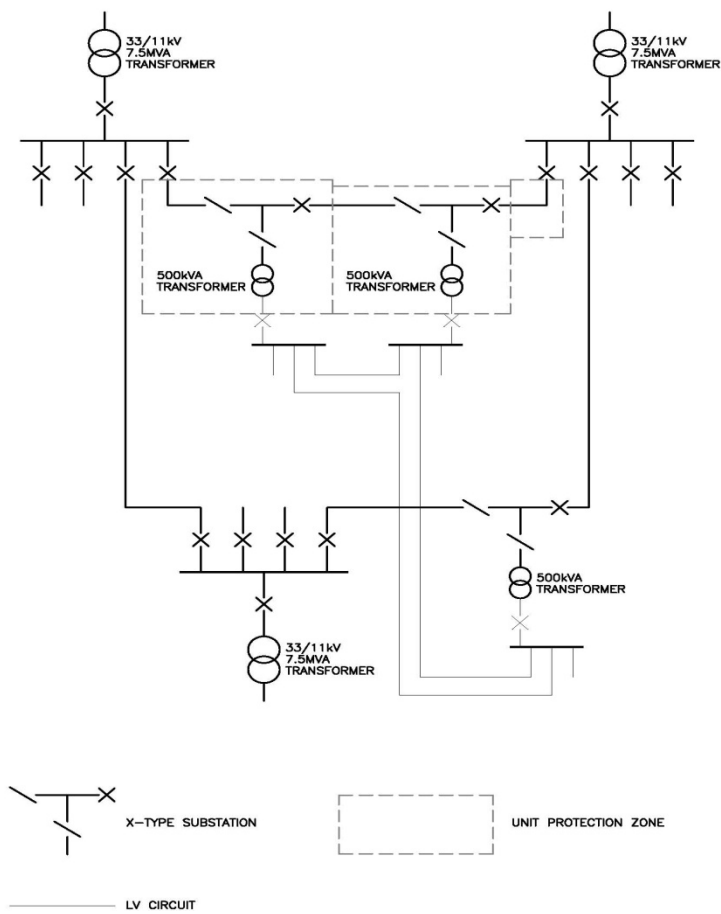 33/11kV
7.5MVA
TRANSFORMER
33/11kV
7.5MVA
TRANSFORMER
500kVA
TRANSFORMER
500kVA
TRANSFORMER
500kVA
TRANSFORMER
33/11kV
7.5MVA
TRANSFORMER
X-TYPE SUBSTATION
UNIT PROTECTION ZONE
LV CIRCUIT